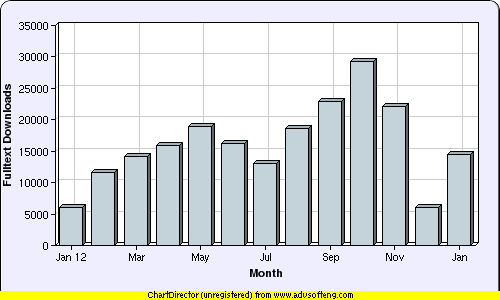 35000
30000
25000
20000
15000
10000
5000
0
Fulltext Downloads
Jan 12 Mar May Jul Sep Nov Jan
Month
ChartDirector (unregistered) from www.advsofteng.com